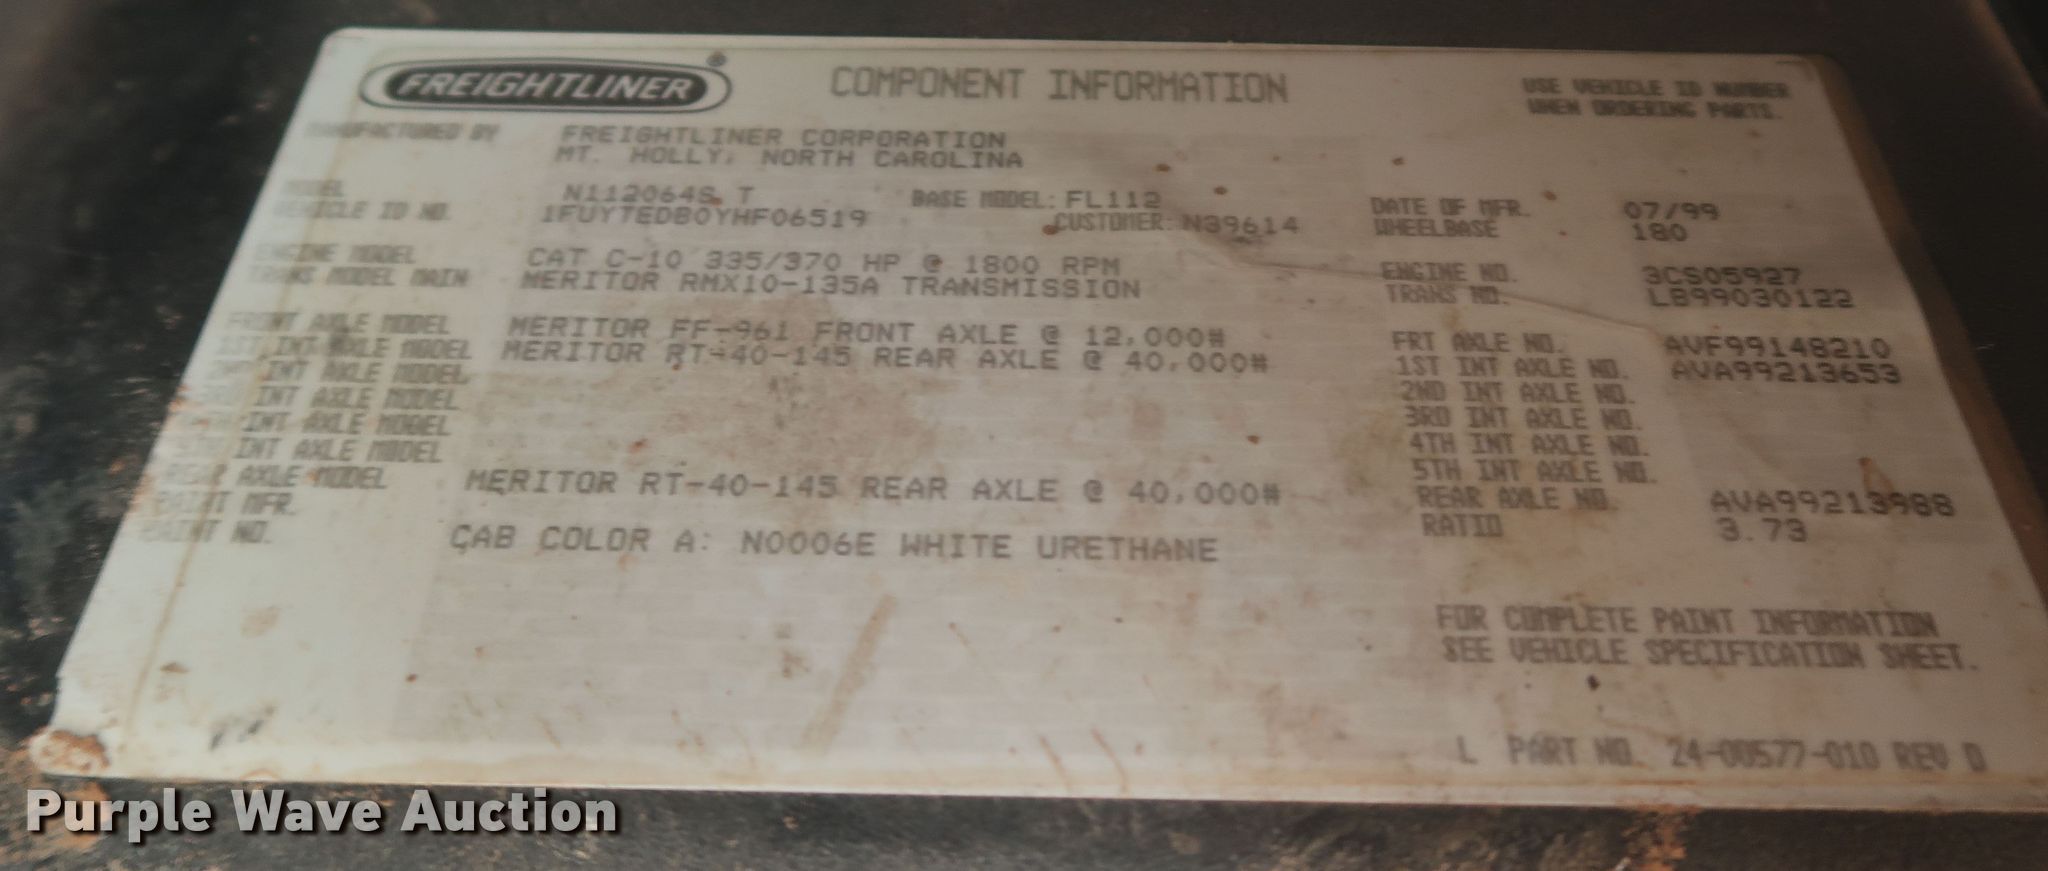 FREIGHTLINER ® COMPONENT INFORMATION USE VEHICLE ID NUMBER
WHEN ORDERING PARTS.
MANUFACTURED BY FREIGHTLINER CORPORATION
MT. HOLLY, NORTH CAROLINA
MODEL N112064S T BASE MODEL: FL112 DATE OF MFR. 07/99
VEHICLE ID NO. 1FUYTEDB0YHF06519 CUSTOMER: N39614 WHEELBASE 180
ENGINE MODEL CAT C-10 335/370 HP @ 1800 RPM ENGINE NO. 3CS05927
TRANS MODEL MAIN MERITOR RMX10-135A TRANSMISSION TRANS NO. LB99030122
FRONT AXLE MODEL MERITOR FF-961 FRONT AXLE @ 12,000# FRT AXLE NO. AVF99148210
1ST INT AXLE MODEL MERITOR RT-40-145 REAR AXLE @ 40,000# 1ST INT AXLE NO. AVA99213653
2ND INT AXLE MODEL 2ND INT AXLE NO.
3RD INT AXLE MODEL 3RD INT AXLE NO.
INT AXLE MODEL 4TH INT AXLE NO.
INT AXLE MODEL 5TH INT AXLE NO.
REAR AXLE MODEL MERITOR RT-40-145 REAR AXLE @ 40,000# REAR AXLE NO. AVA99213988
PAINT MFR. RATIO 3.73
PAINT NO. CAB COLOR A: N0006E WHITE URETHANE
FOR COMPLETE PAINT INFORMATION
SEE VEHICLE SPECIFICATION SHEET.
L PART NO. 24-00577-010 REV D
Purple Wave Auction